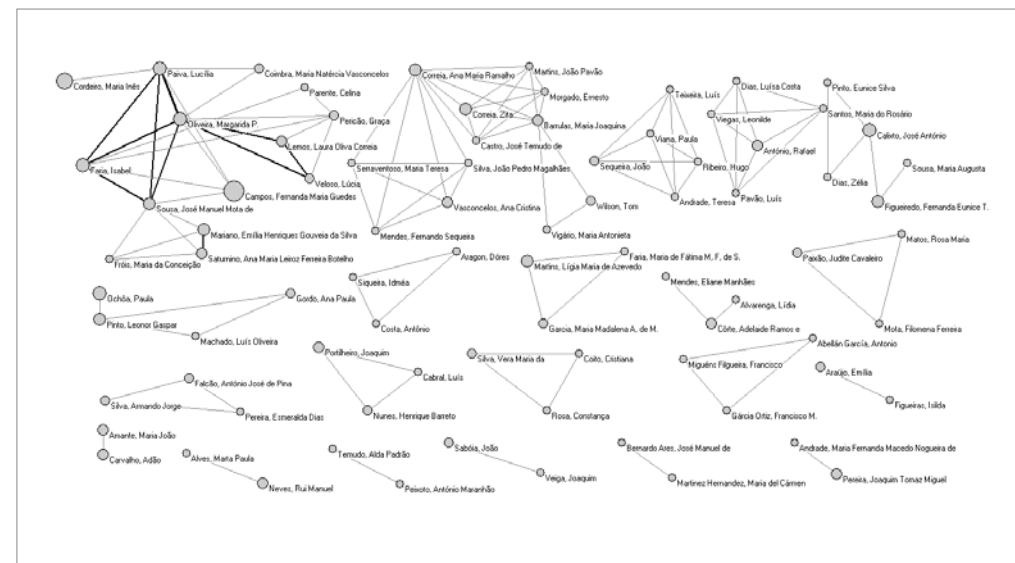 Paiva, Lucília
Coimbra, Maria Natércia Vasconcelos
Cordeiro, Maria Inês
Parente, Celina
Oliveira, Margarida P.
Pericão, Graça
Lemos, Laura Oliva Correia
Faria, Isabel
Veloso, Lúcia
Campos, Fernanda Maria Guedes
Sousa, José Manuel Mota de
Mariano, Emília Henriques Gouveia da Silva
Saturnino, Ana Maria Leiroz Ferreira Botelho
Fróis, Maria da Conceição
Correia, Ana Maria Ramalho
Martins, João Pavão
Morgado, Ernesto
Correia, Zita
Barrulas, Maria Joaquina
Castro, José Temudo de
Semaventoso, Maria Teresa
Silva, João Pedro Magalhães
Vasconcelos, Ana Cristina
Wilson, Tom
Mendes, Fernando Sequeira
Vigário, Maria Antonieta
Teixeira, Luís
Dias, Luísa Costa
Pinto, Eunice Silva
Viegas, Leonilde
Santos, Maria do Rosário
Viana, Paula
António, Rafael
Calixto, José António
Sequeira, João
Ribeiro, Hugo
Sousa, Maria Augusta
Dias, Zélia
Andrade, Teresa
Pavão, Luís
Figueiredo, Fernanda Eunice T.
Aragon, Dóres
Siqueira, Idméa
Costa, António
Faria, Maria de Fátima M. F. de S.
Martins, Lígia Maria de Azevedo
Garcia, Maria Madalena A. de M.
Mendes, Eliane Manhães
Alvarenga, Lídia
Côrte, Adelaide Ramos e
Matos, Rosa Maria
Paixão, Judite Cavaleiro
Mota, Filomena Ferreira
Ochôa, Paula
Gordo, Ana Paula
Pinto, Leonor Gaspar
Machado, Luís Oliveira
Portilheiro, Joaquim
Cabral, Luís
Nunes, Henrique Barreto
Silva, Vera Maria da
Coito, Cristiana
Rosa, Constança
Abellán García, Antonio
Miguéns Filgueira, Francisco
Gárcia Ortiz, Francisco M.
Araújo, Emília
Figueiras, Isilda
Falcão, António José de Pina
Silva, Armando Jorge
Pereira, Esmeralda Dias
Amante, Maria João
Carvalho, Adão
Alves, Marta Paula
Neves, Rui Manuel
Temudo, Alda Padrão
Peixoto, António Maranhão
Sabóia, João
Veiga, Joaquim
Bernardo Ares, José Manuel de
Martinez Hernandez, Maria del Cármen
Andrade, Maria Fernanda Macedo Nogueira de
Pereira, Joaquim Tomaz Miguel